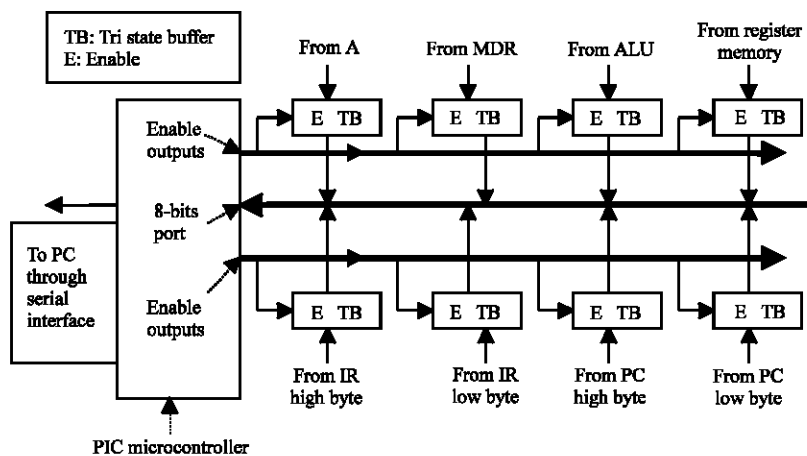 TB: Tri state buffer
E: Enable
From A
From MDR
From ALU
From register
memory
E TB
E TB
E TB
E TB
Enable
outputs
8-bits
port
To PC
through
serial
interface
Enable
outputs
E TB
E TB
E TB
E TB
From IR
high byte
From IR
low byte
From PC
high byte
From PC
low byte
PIC microcontroller